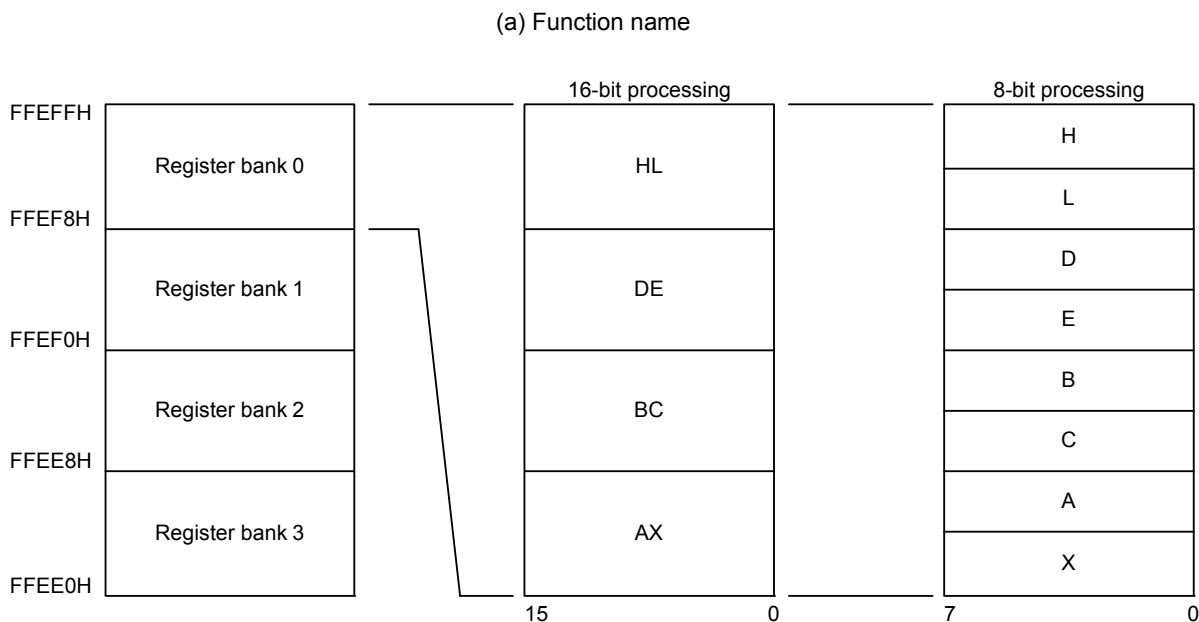 (a) Function name
16-bit processing
8-bit processing
FFEFFH
Register bank 0
HL
H
L
FFEF8H
Register bank 1
DE
D
E
FFEF0H
Register bank 2
BC
B
C
FFEE8H
Register bank 3
AX
A
X
FFEE0H
15
0
7
0